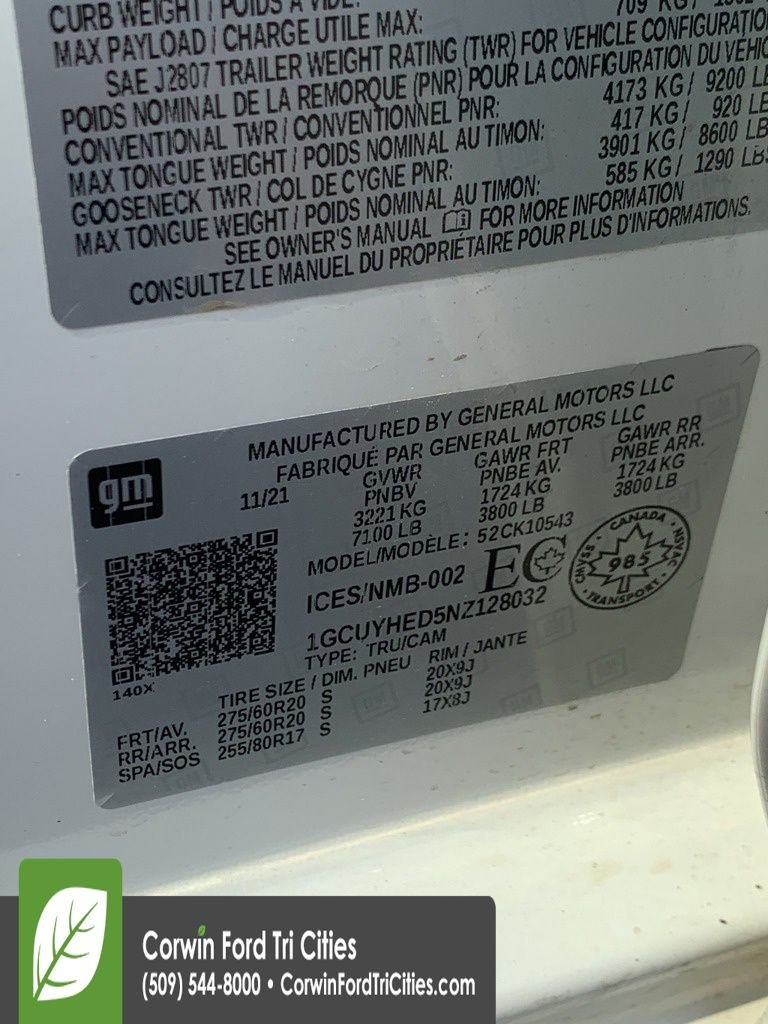 CURB WEIGHT / POIDS À VIDE:
MAX PAYLOAD / CHARGE UTILE MAX: 709 KG /
SAE J2807 TRAILER WEIGHT RATING (TWR) FOR VEHICLE CONFIGURATIO
POIDS NOMINAL DE LA REMORQUE (PNR) POUR LA CONFIGURATION DU VÉHIC
CONVENTIONAL TWR / CONVENTIONNEL PNR: 4173 KG / 9200 LB
MAX TONGUE WEIGHT / POIDS NOMINAL AU TIMON: 417 KG / 920 LB
GOOSENECK TWR / COL DE CYGNE PNR: 3901 KG / 8600 LB
MAX TONGUE WEIGHT / POIDS NOMINAL AU TIMON: 585 KG / 1290 LBS
SEE OWNER'S MANUAL FOR MORE INFORMATION
CONSULTEZ LE MANUEL DU PROPRIÉTAIRE POUR PLUS D'INFORMATIONS.
gm
MANUFACTURED BY GENERAL MOTORS LLC
FABRIQUÉ PAR GENERAL MOTORS LLC
11/21 GVWR GAWR FRT GAWR RR
PNBV PNBE AV. PNBE ARR.
3221 KG 1724 KG 1724 KG
7100 LB 3800 LB 3800 LB
MODEL/MODÈLE: 52CK10543
ICES/NMB-002 EC
CANADA
CMVSS 985 NSVAC
TRANSPORT
1GCUYHED5NZ128032
TYPE: TRU/CAM
140X
TIRE SIZE / DIM. PNEU RIM / JANTE
FRT/AV. 275/60R20 S 20X9J
RR/ARR. 275/60R20 S 20X9J
SPA/SOS 255/80R17 S 17X8J
Corwin Ford Tri Cities
(509) 544-8000 • CorwinFordTriCities.com